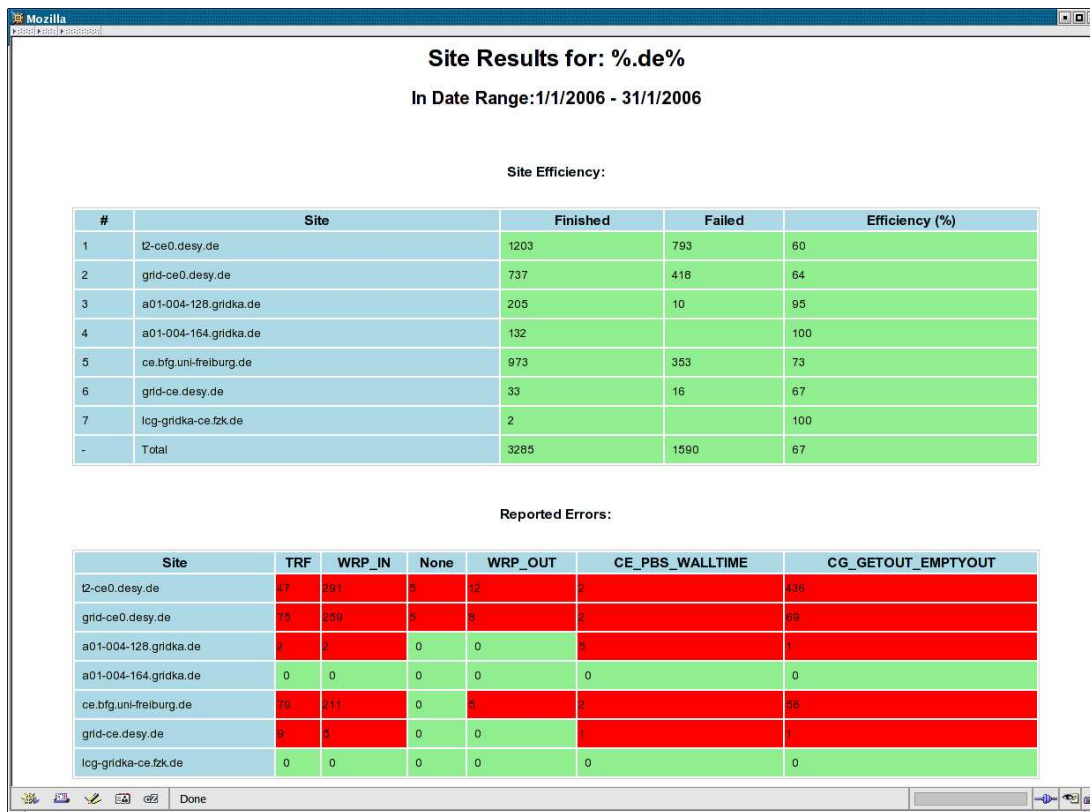 Mozilla
Site Results for: %.de%
In Date Range:1/1/2006 - 31/1/2006
Site Efficiency:
# Site Finished Failed Efficiency (%)
1 t2-ce0.desy.de 1203 793 60
2 grid-ce0.desy.de 737 418 64
3 a01-004-128.gridka.de 205 10 95
4 a01-004-164.gridka.de 132 100
5 ce.bfg.uni-freiburg.de 973 353 73
6 grid-ce.desy.de 33 16 67
7 lcg-gridka-ce.fzk.de 2 100
- Total 3285 1590 67
Reported Errors:
Site TRF WRP_IN None WRP_OUT CE_PBS_WALLTIME CG_GETOUT_EMPTYOUT
t2-ce0.desy.de 47 291 5 12 2 436
grid-ce0.desy.de 75 259 5 8 2 69
a01-004-128.gridka.de 2 2 0 0 5 1
a01-004-164.gridka.de 0 0 0 0 0 0
ce.bfg.uni-freiburg.de 79 211 0 5 2 56
grid-ce.desy.de 9 5 0 0 1 1
lcg-gridka-ce.fzk.de 0 0 0 0 0 0
Done